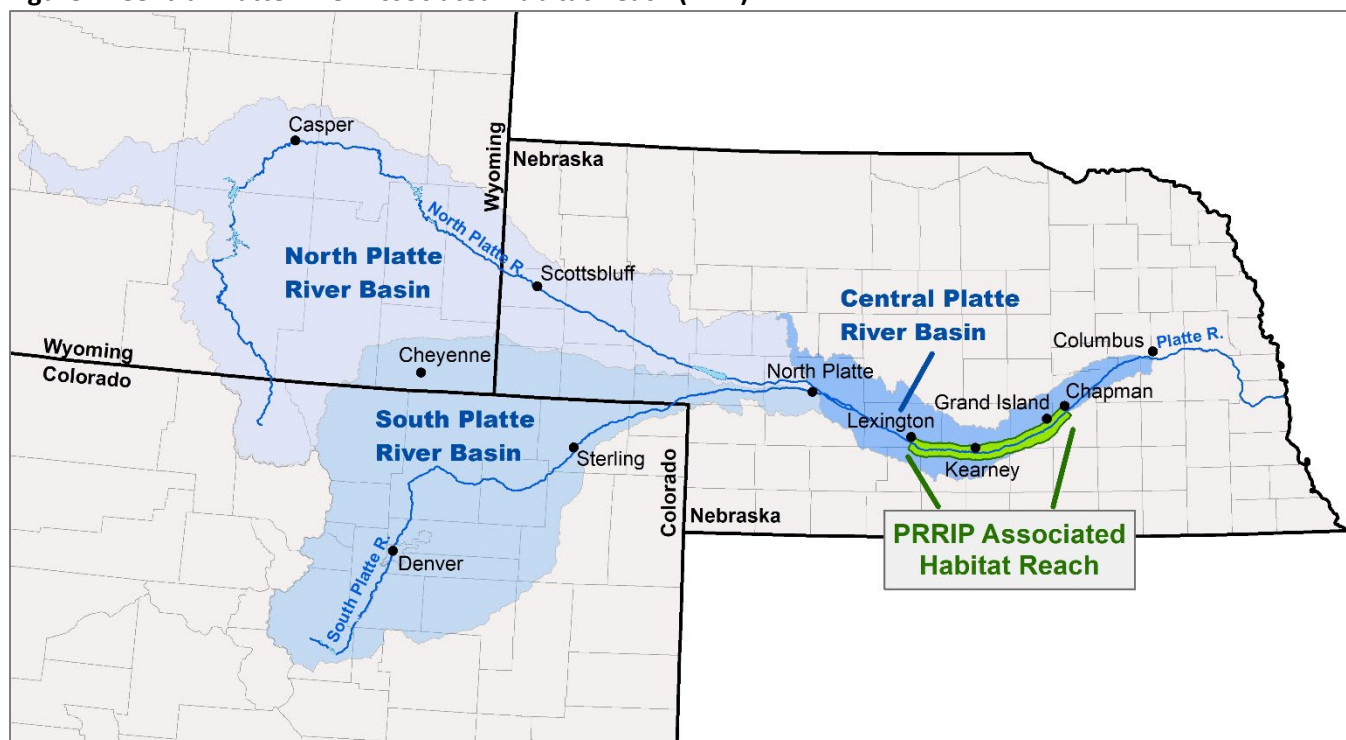 Casper
Wyoming
Nebraska
North Platte R.
North Platte
River Basin
Scottsbluff
Central Platte
River Basin
Columbus
Platte R.
Wyoming
Colorado
Cheyenne
North Platte
Chapman
Grand Island
Lexington
South Platte
River Basin
Sterling
Kearney
Colorado
Nebraska
PRRIP Associated
Habitat Reach
Denver
South Platte R.